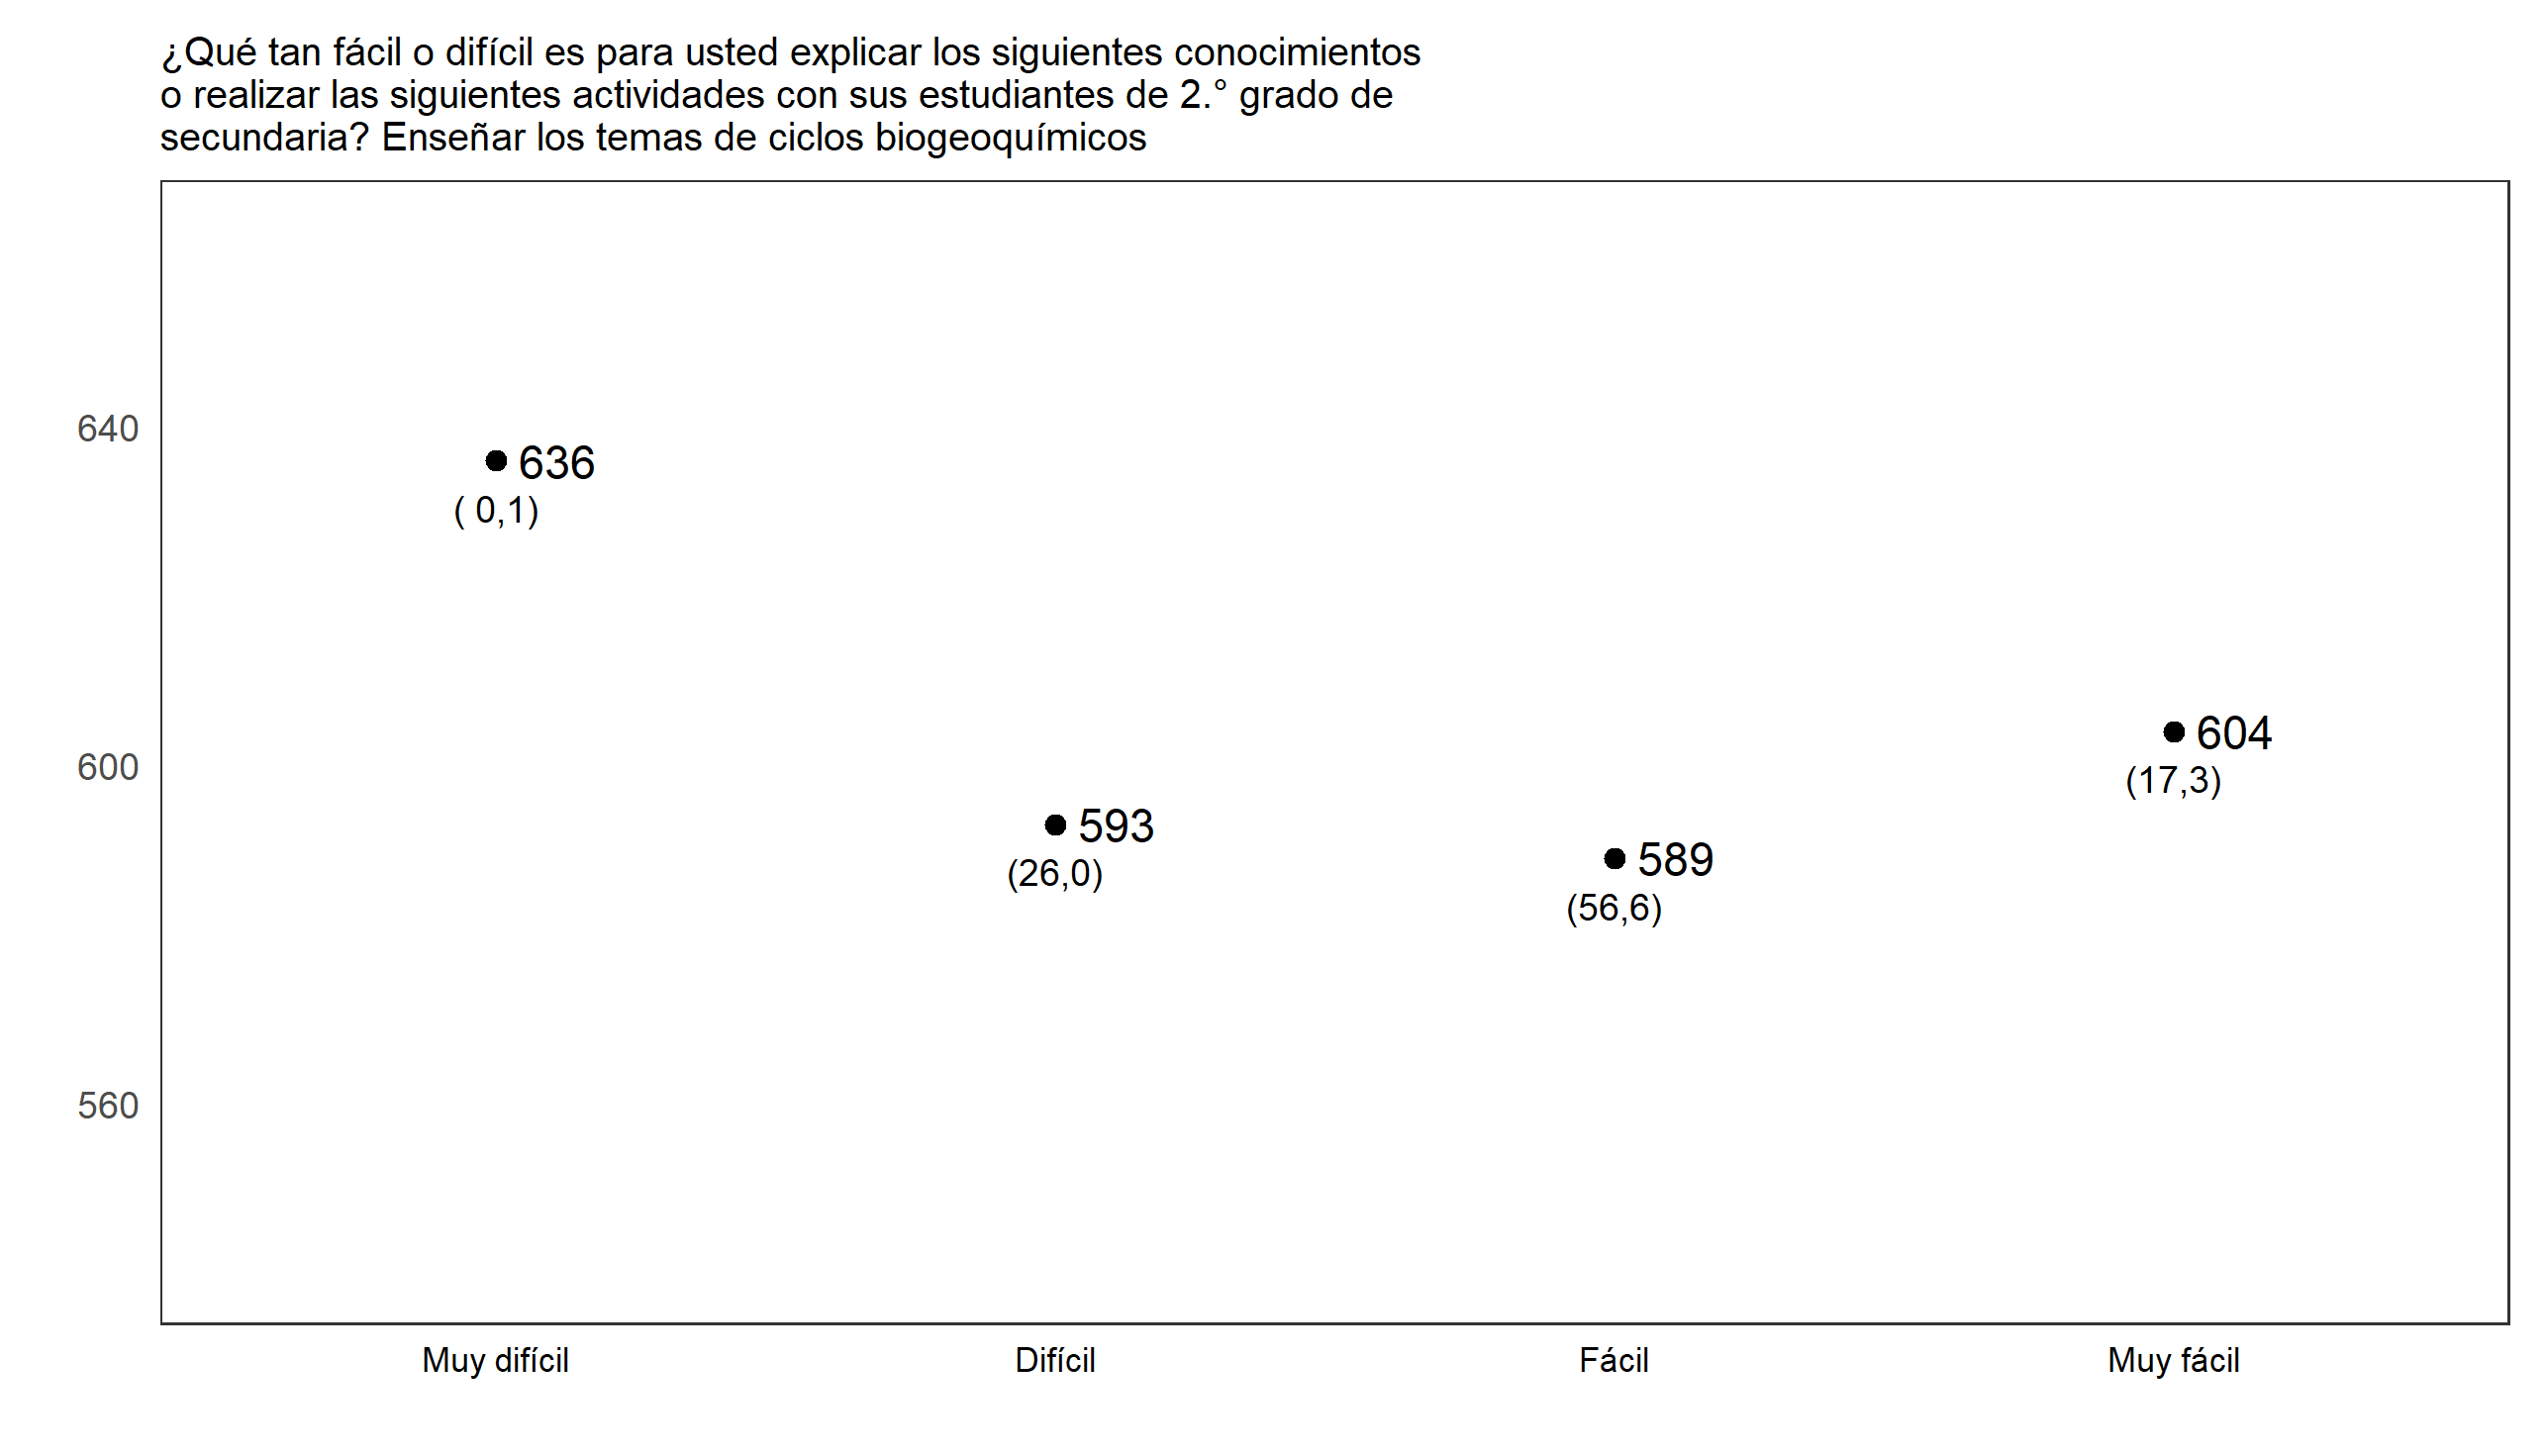 ¿Qué tan fácil o difícil es para usted explicar los siguientes conocimientos
o realizar las siguientes actividades con sus estudiantes de 2.° grado de
secundaria? Enseñar los temas de ciclos biogeoquímicos
640
636
( 0,1)
604
600
(17,3)
593
(26,0)
589
(56,6)
560
Muy difícil
Difícil
Fácil
Muy fácil